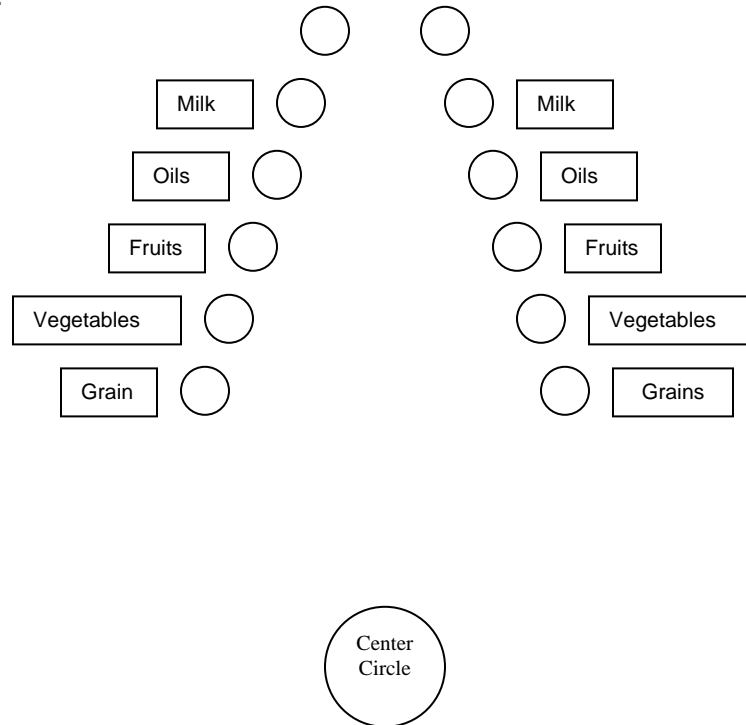 Milk Milk
Oils Oils
Fruits Fruits
Vegetables Vegetables
Grain Grains
Center
Circle